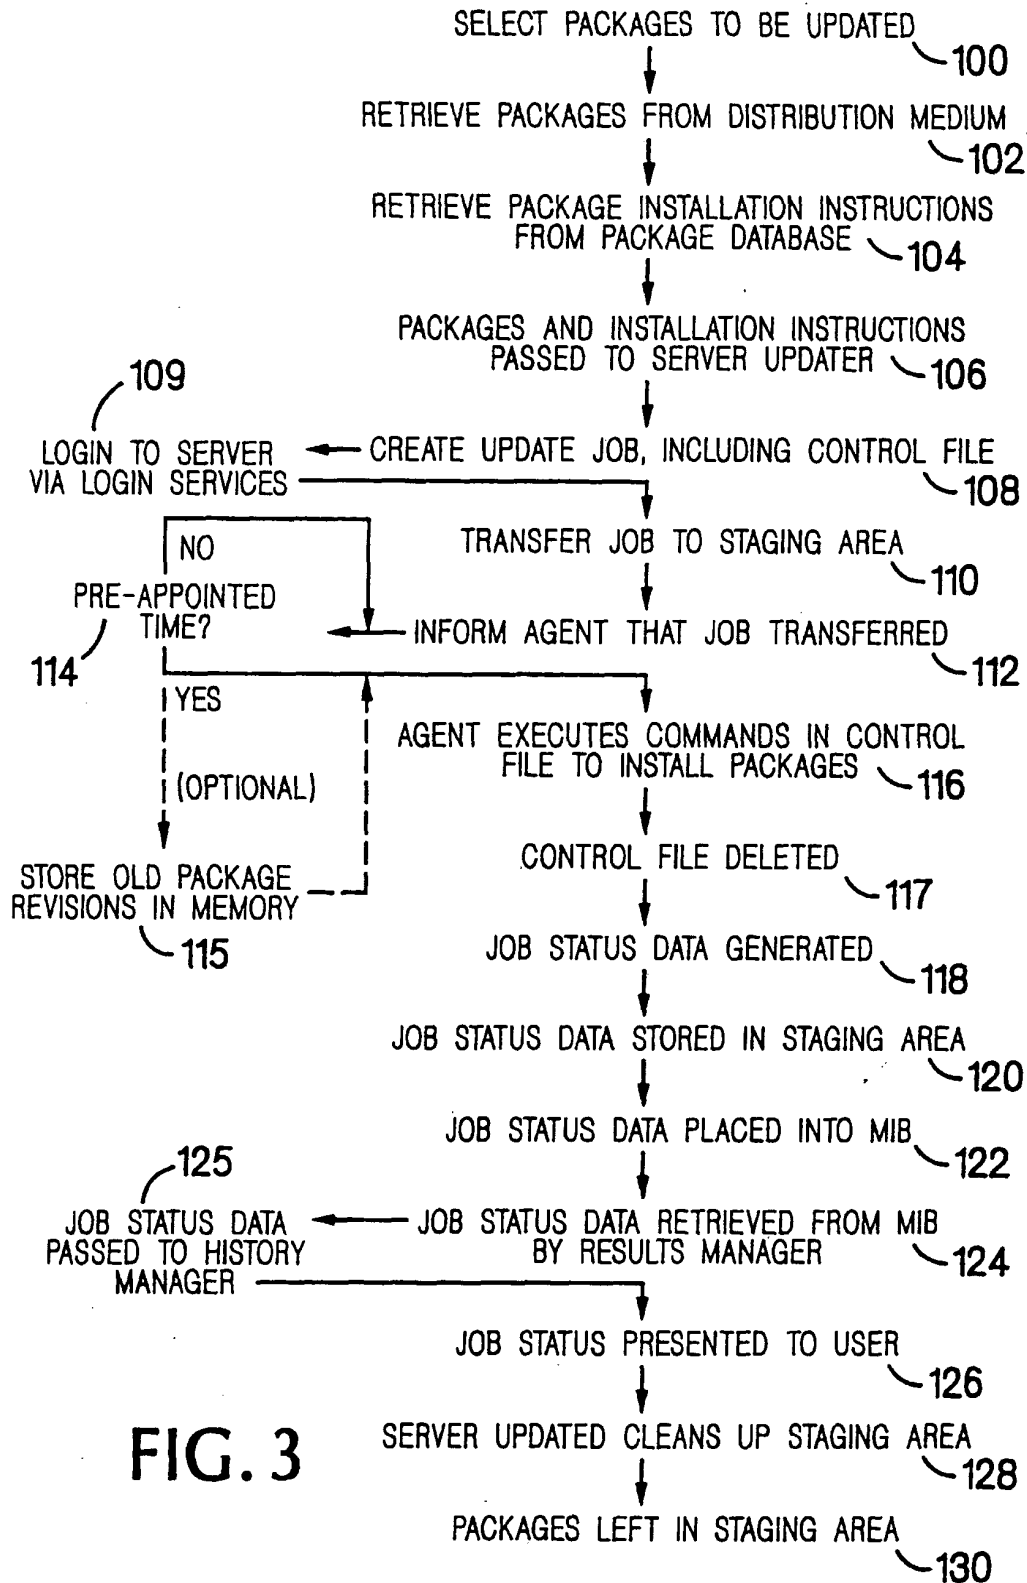 SELECT PACKAGES TO BE UPDATED
100
RETRIEVE PACKAGES FROM DISTRIBUTION MEDIUM
102
RETRIEVE PACKAGE INSTALLATION INSTRUCTIONS
FROM PACKAGE DATABASE
104
PACKAGES AND INSTALLATION INSTRUCTIONS
PASSED TO SERVER UPDATER
106
CREATE UPDATE JOB, INCLUDING CONTROL FILE
108
109
LOGIN TO SERVER
VIA LOGIN SERVICES
TRANSFER JOB TO STAGING AREA
110
INFORM AGENT THAT JOB TRANSFERRED
112
NO
PRE-APPOINTED
TIME?
114
YES
(OPTIONAL)
STORE OLD PACKAGE
REVISIONS IN MEMORY
115
AGENT EXECUTES COMMANDS IN CONTROL
FILE TO INSTALL PACKAGES
116
CONTROL FILE DELETED
117
JOB STATUS DATA GENERATED
118
JOB STATUS DATA STORED IN STAGING AREA
120
JOB STATUS DATA PLACED INTO MIB
122
JOB STATUS DATA RETRIEVED FROM MIB
BY RESULTS MANAGER
124
125
JOB STATUS DATA
PASSED TO HISTORY
MANAGER
JOB STATUS PRESENTED TO USER
126
SERVER UPDATED CLEANS UP STAGING AREA
128
PACKAGES LEFT IN STAGING AREA
130
FIG. 3